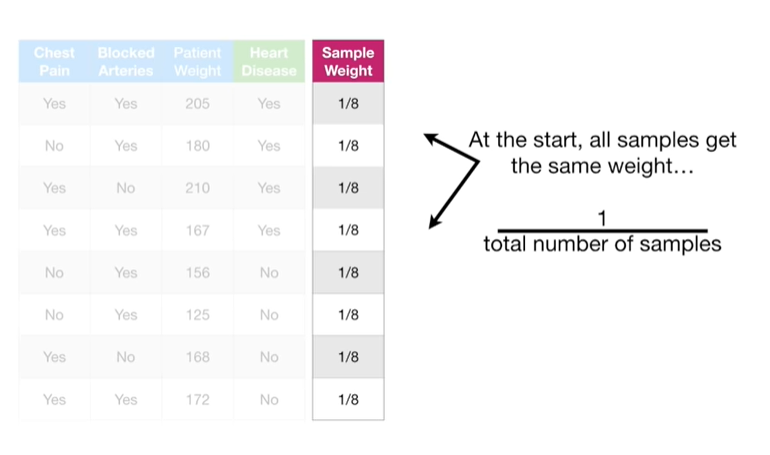 Chest Pain Blocked Arteries Patient Weight Heart Disease Sample Weight
Yes Yes 205 Yes 1/8
No Yes 180 Yes 1/8
Yes No 210 Yes 1/8
Yes Yes 167 Yes 1/8
No Yes 156 No 1/8
No Yes 125 No 1/8
Yes No 168 No 1/8
Yes Yes 172 No 1/8
At the start, all samples get
the same weight…
1
total number of samples